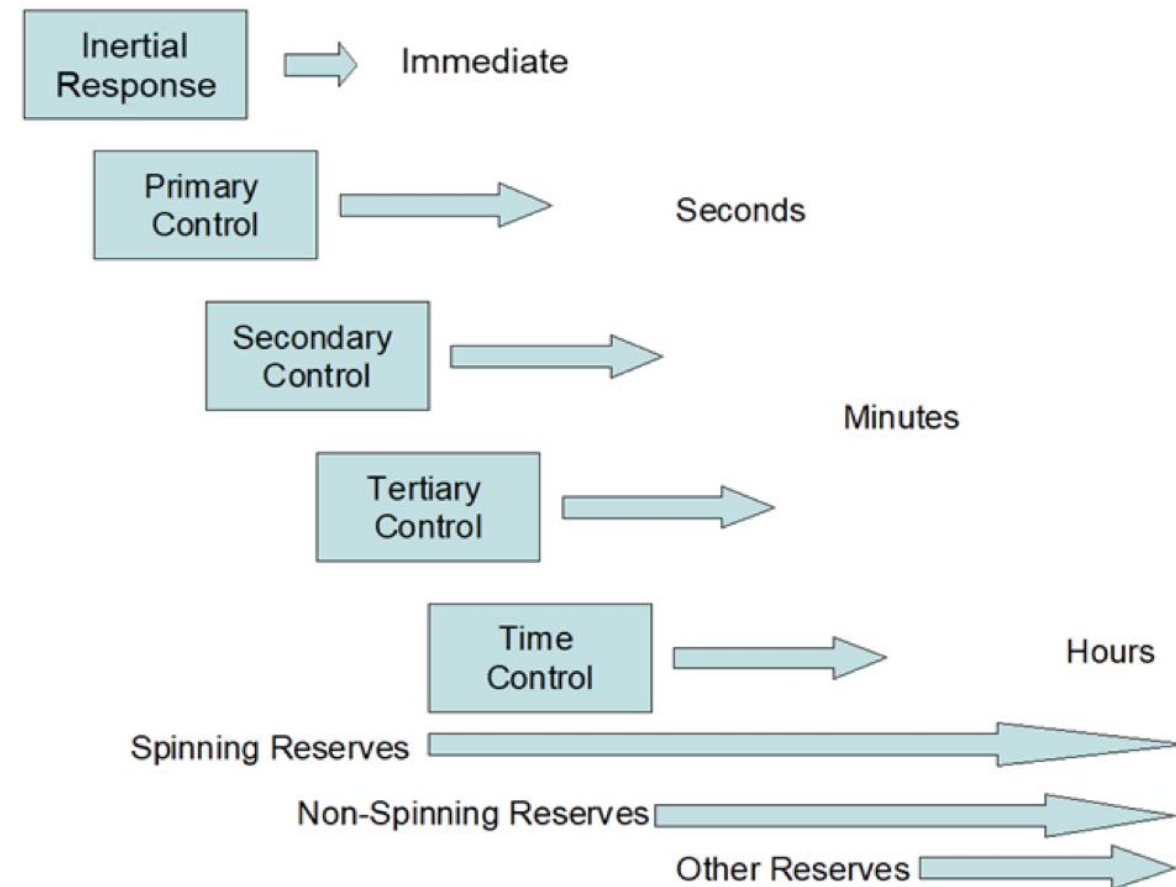 Inertial
Response
Immediate
Primary
Control
Seconds
Secondary
Control
Minutes
Tertiary
Control
Time
Control
Hours
Spinning Reserves
Non-Spinning Reserves
Other Reserves